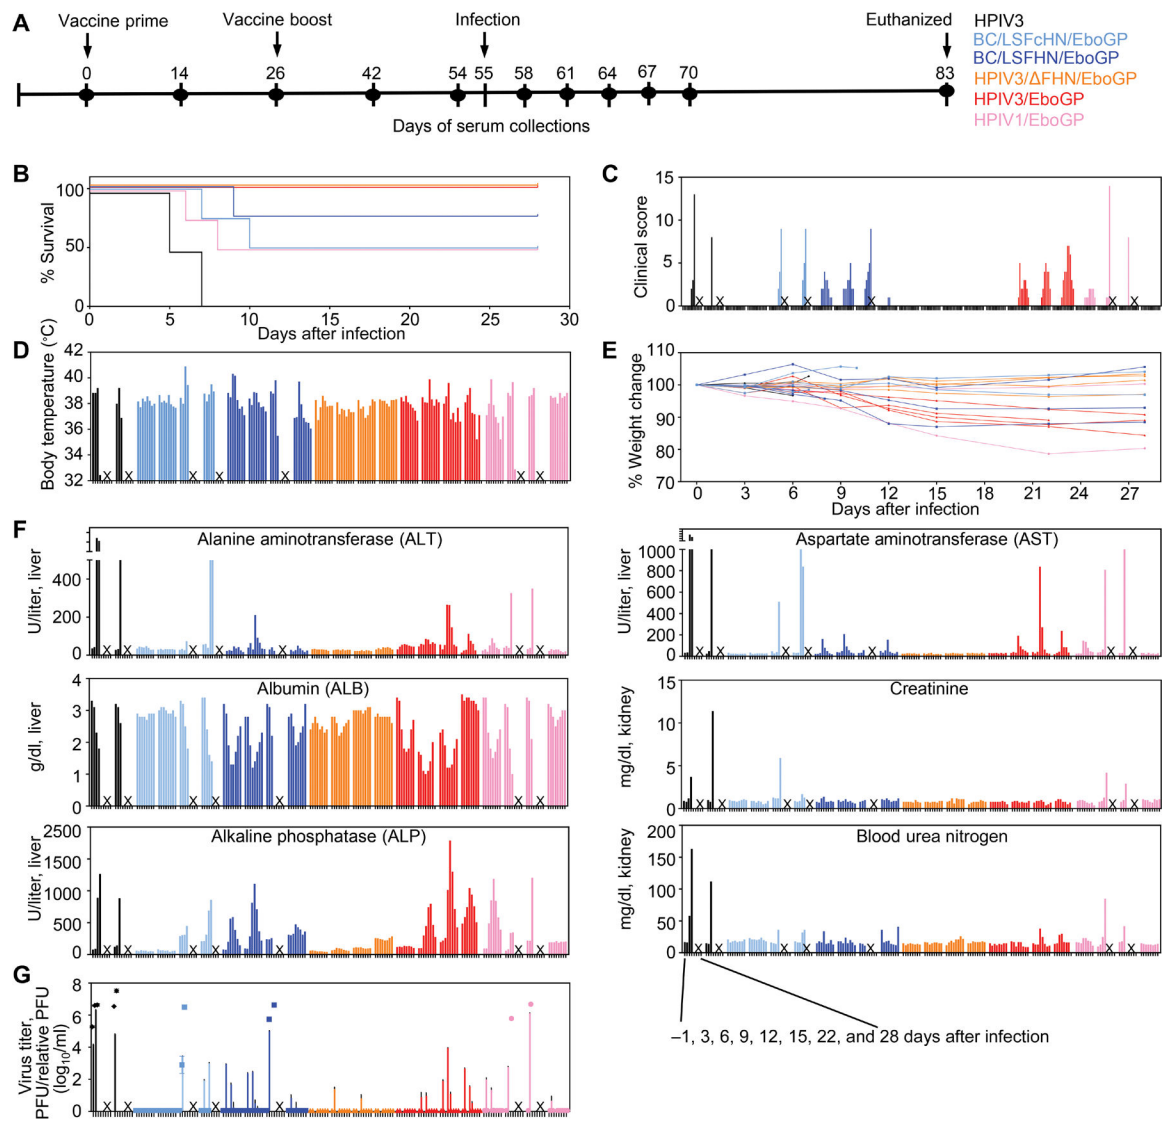 A
Vaccine prime
Vaccine boost
Infection
Euthanized
0 14 26 42 54 55 58 61 64 67 70 83
Days of serum collections
HPIV3
BC/LSFcHN/EboGP
BC/LSFHN/EboGP
HPIV3/ΔFHN/EboGP
HPIV3/EboGP
HPIV1/EboGP
B
% Survival
100
50
0
0 5 10 15 20 25 30
Days after infection
C
Clinical score
15
10
5
0
X X X X X X X
D
Body temperature (°C)
42
40
38
36
34
32
X X X X X X X
E
% Weight change
110
100
90
80
70
0 3 6 9 12 15 18 21 24 27
Days after infection
F
Alanine aminotransferase (ALT)
U/liter, liver
400
200
0
X X X X X X X
Aspartate aminotransferase (AST)
U/liter, liver
1000
800
600
400
200
0
X X X X X X X
Albumin (ALB)
g/dl, liver
4
3
2
1
0
X X X X X X X
Creatinine
mg/dl, kidney
15
10
5
0
X X X X X X X
Alkaline phosphatase (ALP)
U/liter, liver
2500
1500
1000
500
0
X X X X X X X
Blood urea nitrogen
mg/dl, kidney
200
150
100
50
0
X X X X X X X
–1, 3, 6, 9, 12, 15, 22, and 28 days after infection
G
Virus titer,
PFU/relative PFU
(log10/ml)
8
6
4
2
0
X X X X X X X